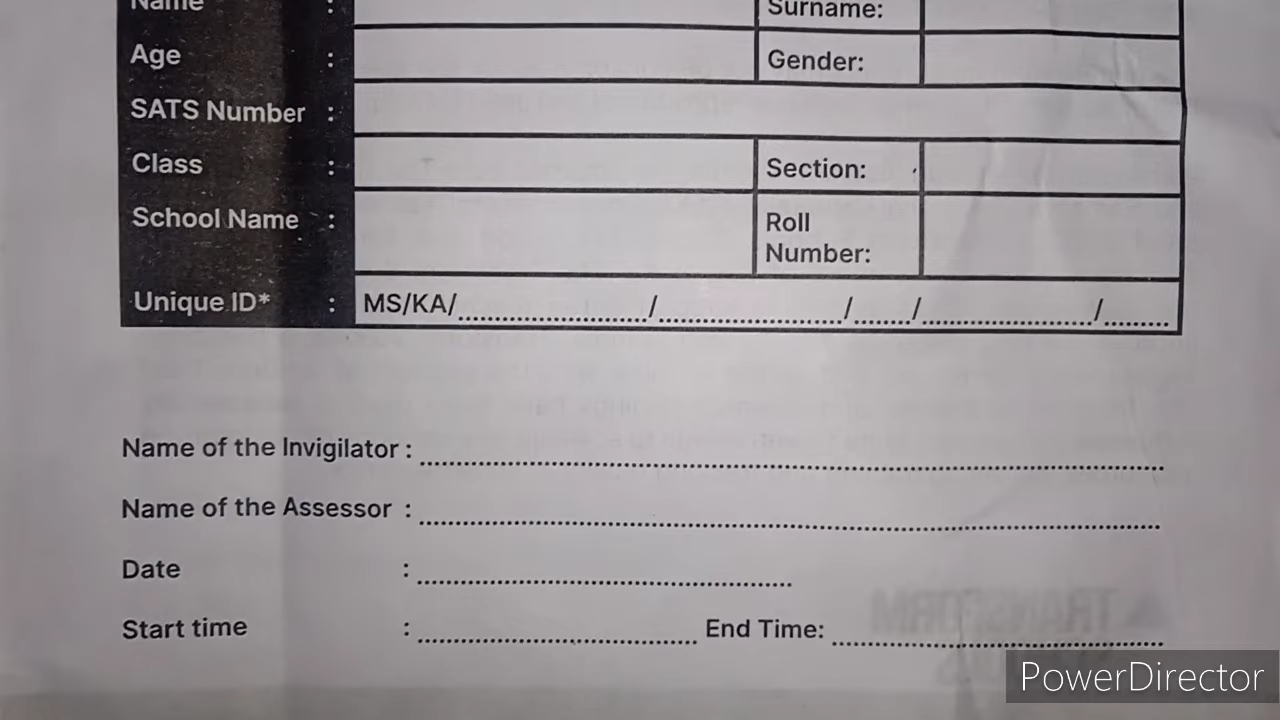 Name : Surname:
Age : Gender:
SATS Number :
Class : Section:
School Name : Roll Number:
Unique ID* : MS/KA/..................../..................../......./..................../.........
Name of the Invigilator : ....................
Name of the Assessor : ....................
Date : ....................
Start time : .................... End Time: ....................
TRANSFORM
PowerDirector